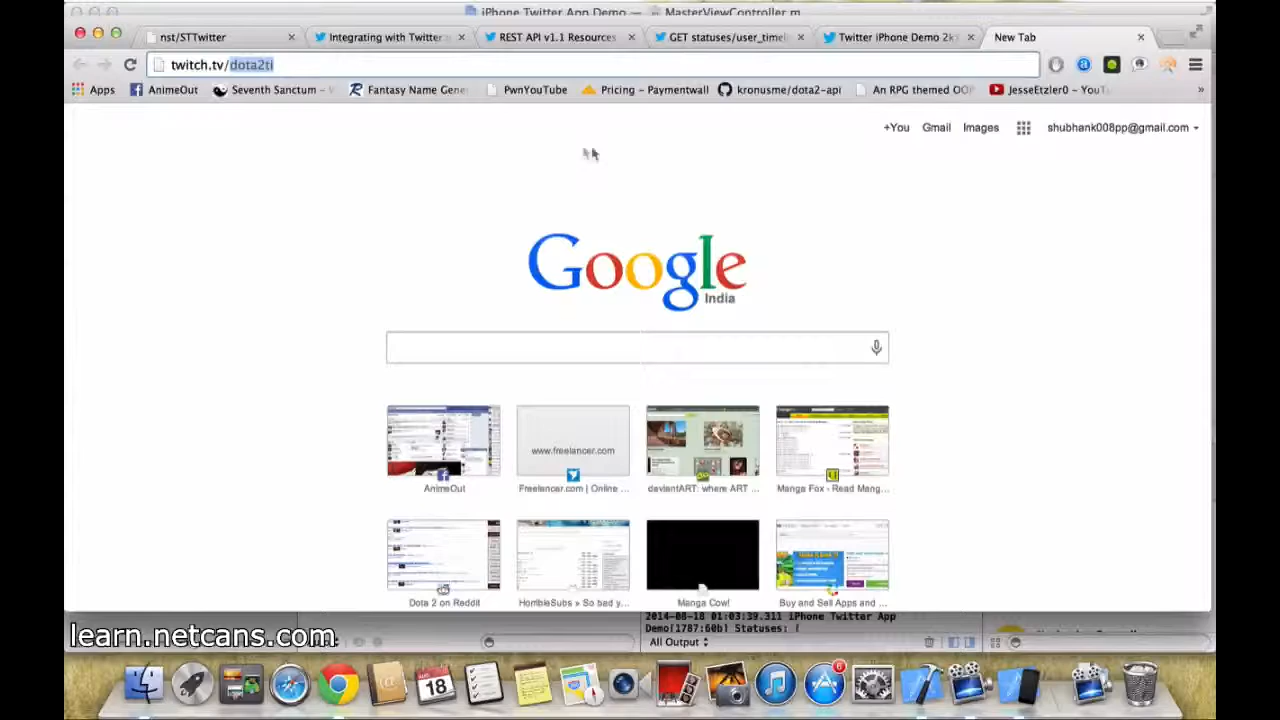 iPhone Twitter App Demo — MasterViewController.m
nst/STTwitter
Integrating with Twitter
REST API v1.1 Resources
GET statuses/user_timel
Twitter iPhone Demo 2k
New Tab
twitch.tv/dota2ti
Apps
AnimeOut
Seventh Sanctum -
Fantasy Name Gene
PwnYouTube
Pricing - Paymentwall
kronusme/dota2-api
An RPG themed OOP
JesseEtzler0 - YouT
»
+You
Gmail
Images
shubhank008pp@gmail.com
Google
India
www.freelancer.com
AnimeOut
Freelancer.com | Online ...
deviantART: where ART ...
Manga Fox - Read Mang...
Dota 2 on Reddit
HorribleSubs » So bad y...
Manga Cow!
Buy and Sell Apps and ...
2014-08-18 01:03:39.311 iPhone Twitter App
Demo[1787:60b] Statuses: [
All Output
learn.netcans.com
AUG
18
6